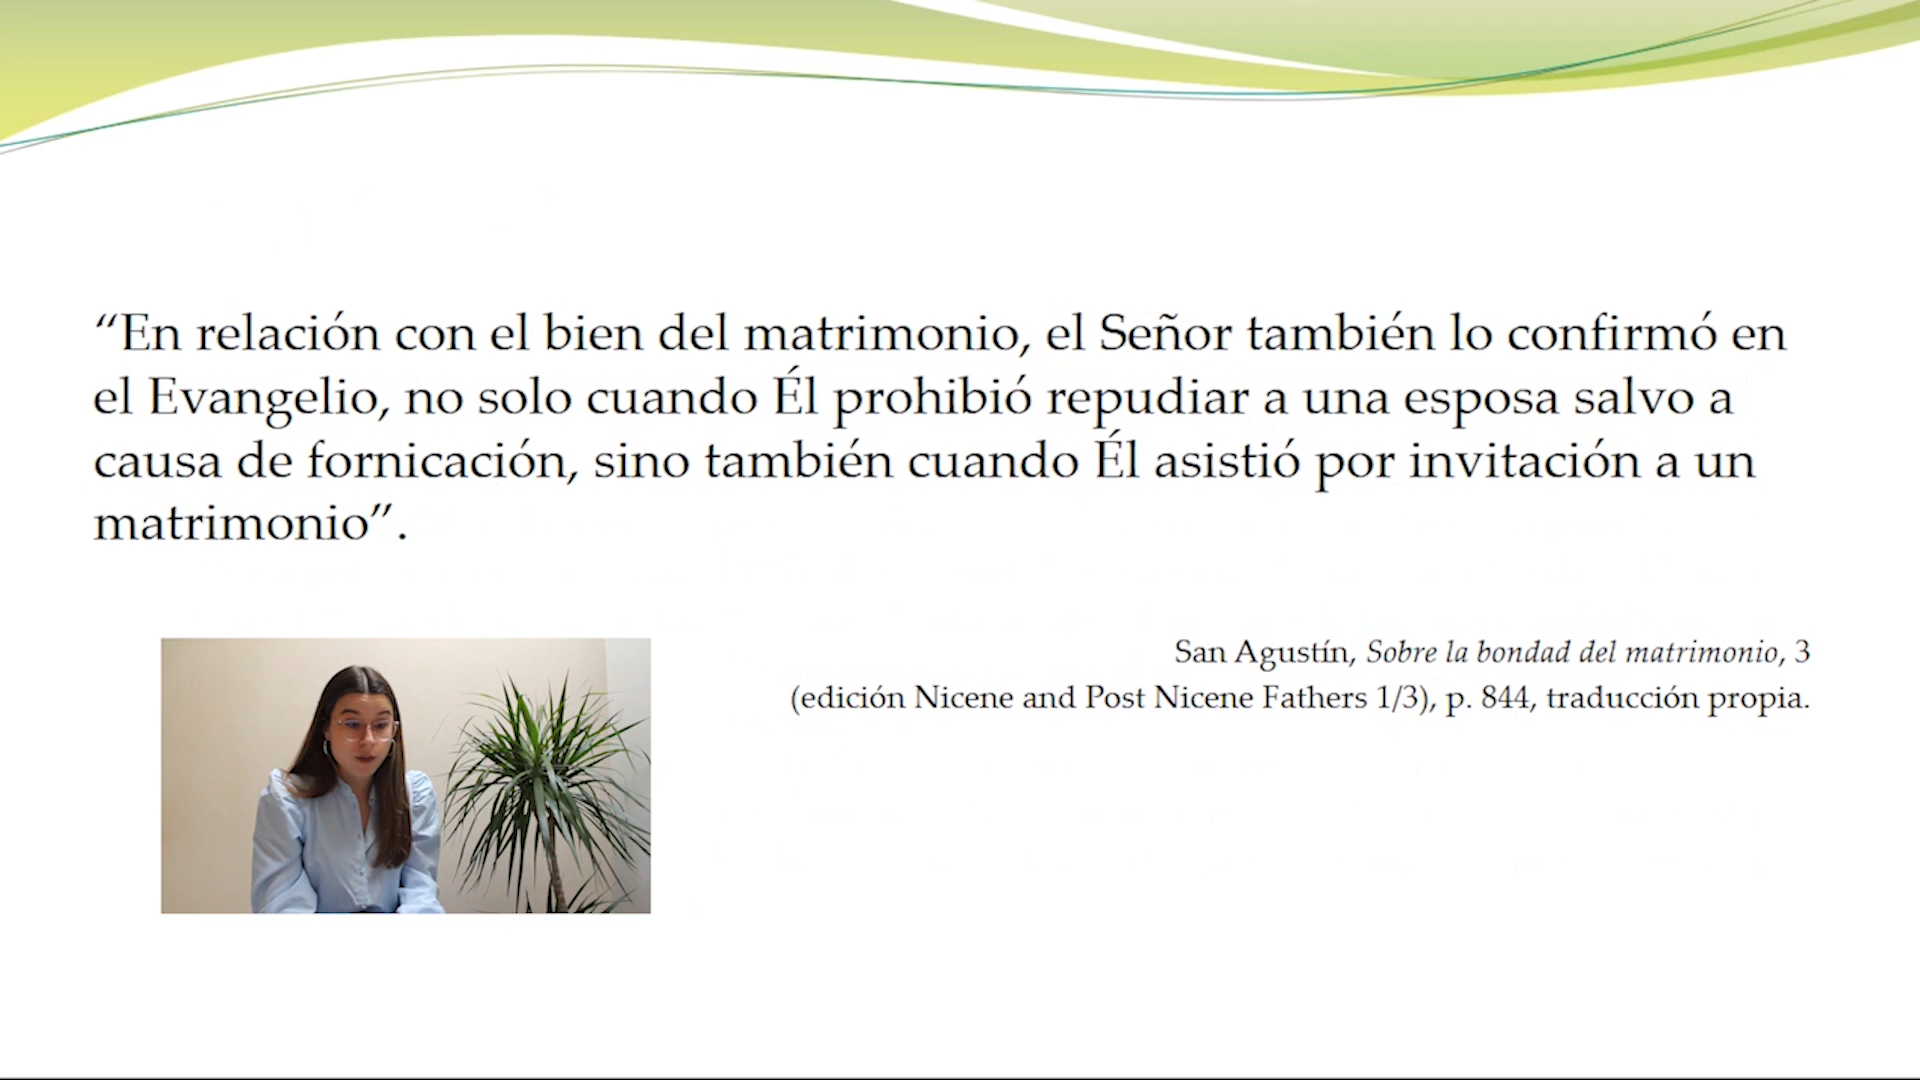 “En relación con el bien del matrimonio, el Señor también lo confirmó en
el Evangelio, no solo cuando Él prohibió repudiar a una esposa salvo a
causa de fornicación, sino también cuando Él asistió por invitación a un
matrimonio”.
San Agustín, Sobre la bondad del matrimonio, 3
(edición Nicene and Post Nicene Fathers 1/3), p. 844, traducción propia.